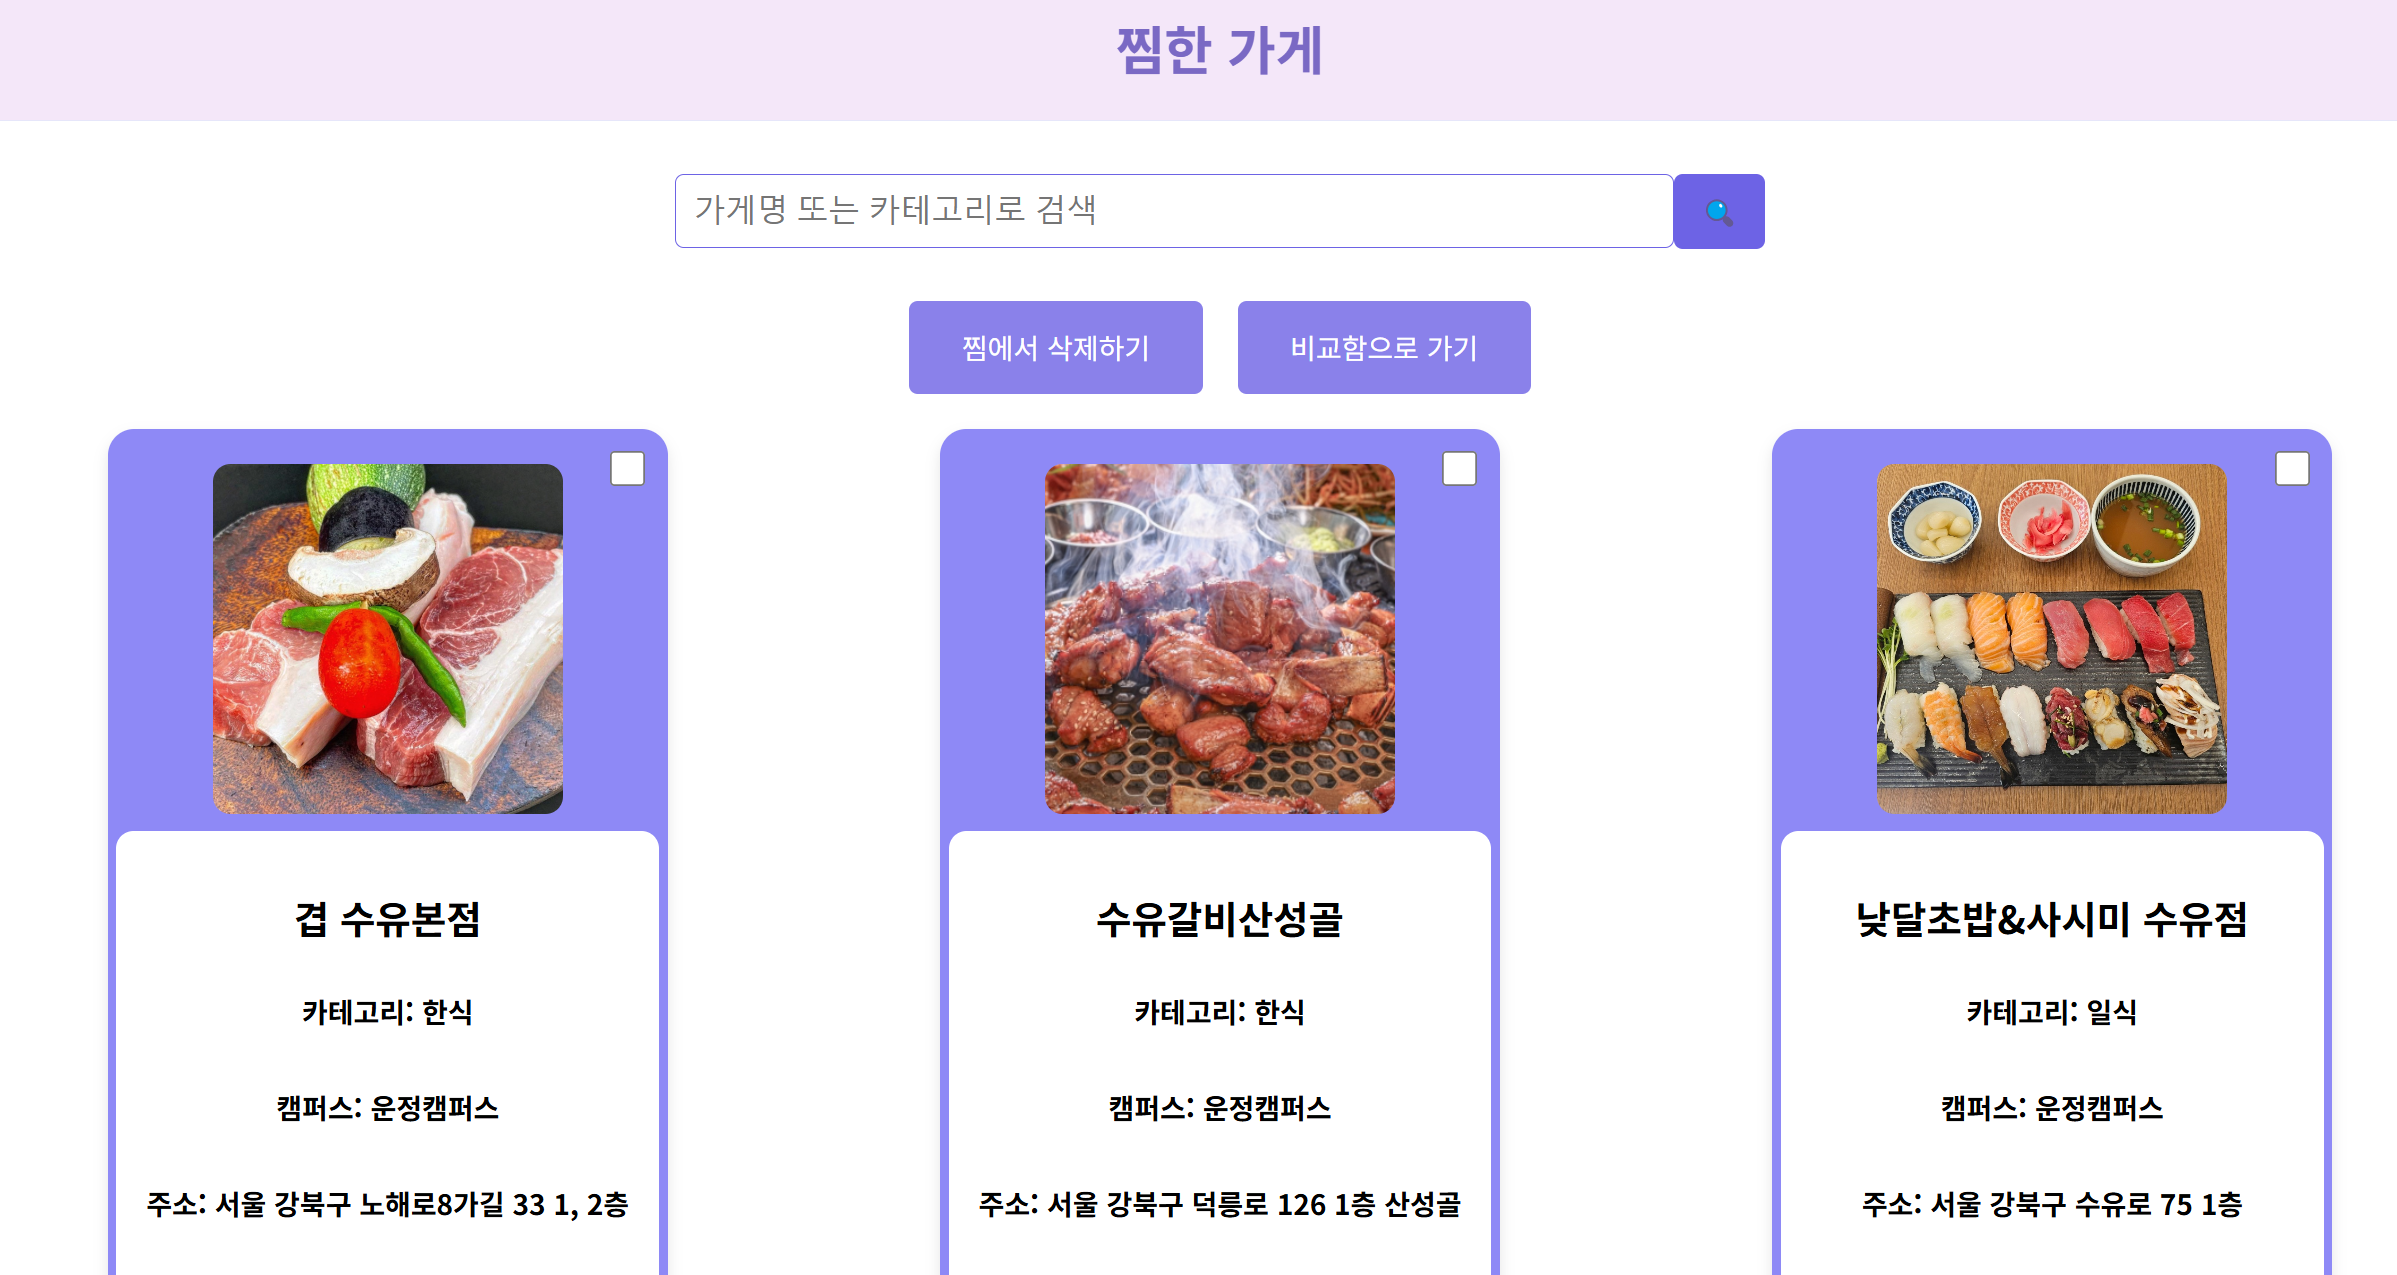 찜한 가게
가게명 또는 카테고리로 검색
찜에서 삭제하기
비교함으로 가기
겹 수유본점
카테고리: 한식
캠퍼스: 운정캠퍼스
주소: 서울 강북구 노해로8가길 33 1, 2층
수유갈비산성골
카테고리: 한식
캠퍼스: 운정캠퍼스
주소: 서울 강북구 덕릉로 126 1층 산성골
낮달초밥&사시미 수유점
카테고리: 일식
캠퍼스: 운정캠퍼스
주소: 서울 강북구 수유로 75 1층